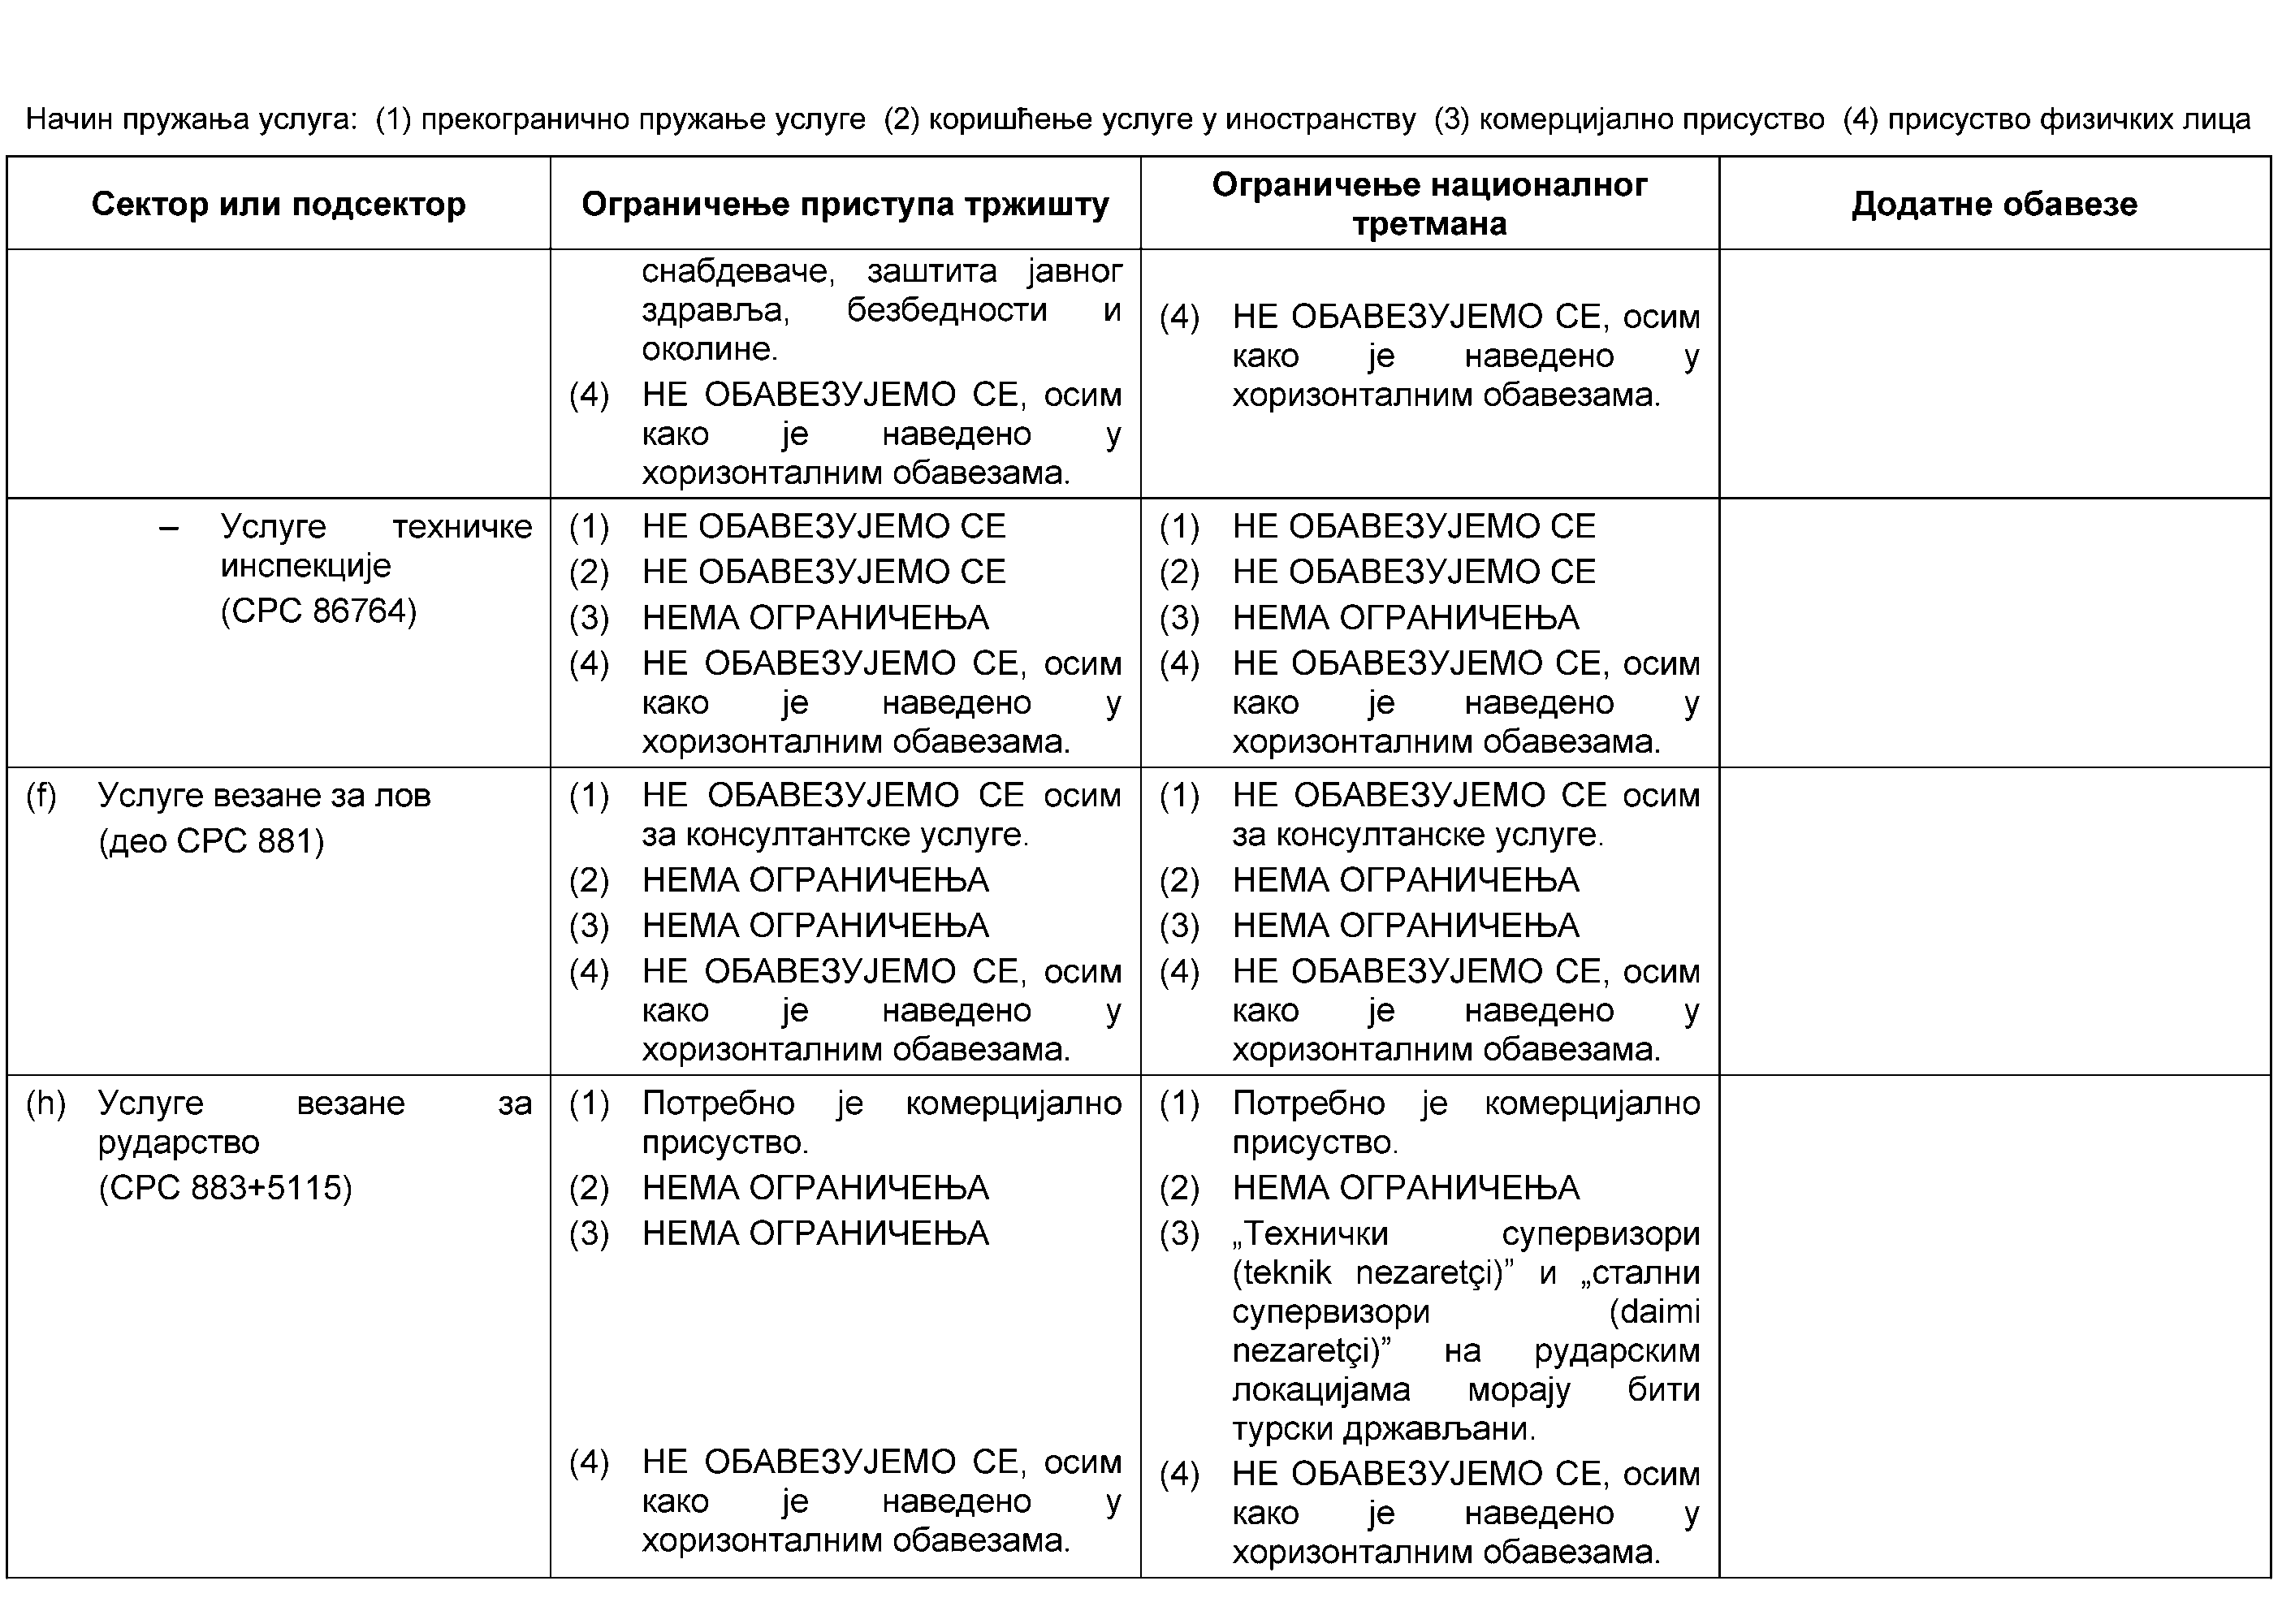 Начин пружања услуга: (1) прекогранично пружање услуге (2) коришћење услуге у иностранству (3) комерцијално присуство (4) присуство физичких лица
Сектор или подсектор
Ограничење приступа тржишту
Ограничење националног
третмана
Додатне обавезе
снабдеваче, заштита јавног
здравља, безбедности и
околине.
(4) НЕ ОБАВЕЗУЈЕМО СЕ, осим
како је наведено у
хоризонталним обавезама.
(4) НЕ ОБАВЕЗУЈЕМО СЕ, осим
како је наведено у
хоризонталним обавезама.
– Услуге техничке
инспекције
(CPC 86764)
(1) НЕ ОБАВЕЗУЈЕМО СЕ
(2) НЕ ОБАВЕЗУЈЕМО СЕ
(3) НЕМА ОГРАНИЧЕЊА
(4) НЕ ОБАВЕЗУЈЕМО СЕ, осим
како је наведено у
хоризонталним обавезама.
(1) НЕ ОБАВЕЗУЈЕМО СЕ
(2) НЕ ОБАВЕЗУЈЕМО СЕ
(3) НЕМА ОГРАНИЧЕЊА
(4) НЕ ОБАВЕЗУЈЕМО СЕ, осим
како је наведено у
хоризонталним обавезама.
(f) Услуге везане за лов
(део CPC 881)
(1) НЕ ОБАВЕЗУЈЕМО СЕ осим
за консултантске услуге.
(2) НЕМА ОГРАНИЧЕЊА
(3) НЕМА ОГРАНИЧЕЊА
(4) НЕ ОБАВЕЗУЈЕМО СЕ, осим
како је наведено у
хоризонталним обавезама.
(1) НЕ ОБАВЕЗУЈЕМО СЕ осим
за консултанске услуге.
(2) НЕМА ОГРАНИЧЕЊА
(3) НЕМА ОГРАНИЧЕЊА
(4) НЕ ОБАВЕЗУЈЕМО СЕ, осим
како је наведено у
хоризонталним обавезама.
(h) Услуге везане за
рударство
(CPC 883+5115)
(1) Потребно је комерцијално
присуство.
(2) НЕМА ОГРАНИЧЕЊА
(3) НЕМА ОГРАНИЧЕЊА
(4) НЕ ОБАВЕЗУЈЕМО СЕ, осим
како је наведено у
хоризонталним обавезама.
(1) Потребно је комерцијално
присуство.
(2) НЕМА ОГРАНИЧЕЊА
(3) „Технички супервизори
(teknik nezaretçi)” и „стални
супервизори (daimi
nezaretçi)” на рударским
локацијама морају бити
турски држављани.
(4) НЕ ОБАВЕЗУЈЕМО СЕ, осим
како је наведено у
хоризонталним обавезама.